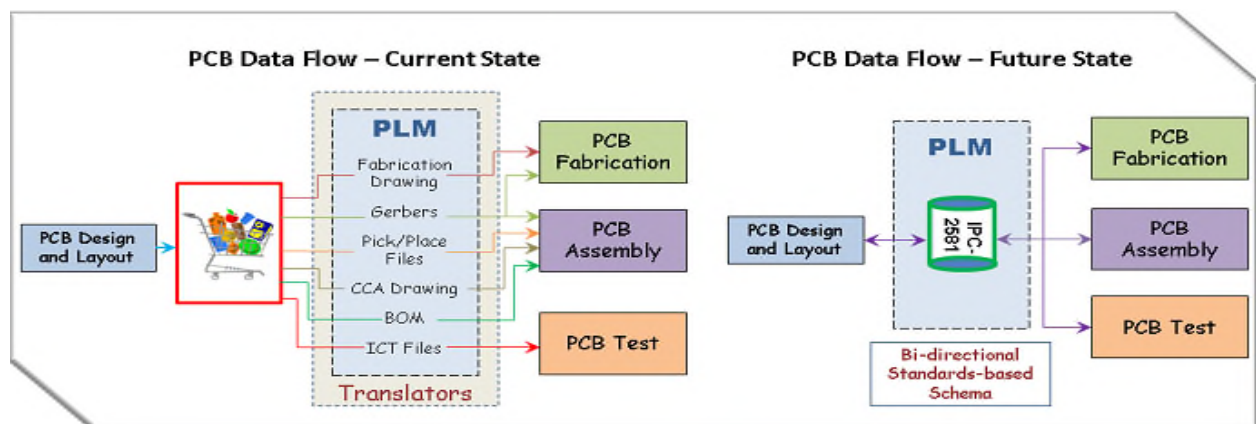 PCB Data Flow – Current State
PLM
Fabrication
Drawing
Gerbers
Pick/Place
Files
CCA Drawing
BOM
ICT Files
Translators
PCB Design
and Layout
PCB
Fabrication
PCB
Assembly
PCB Test
PCB Data Flow – Future State
PLM
PCB Design
and Layout
IPC-
2581
Bi-directional
Standards-based
Schema
PCB
Fabrication
PCB
Assembly
PCB Test